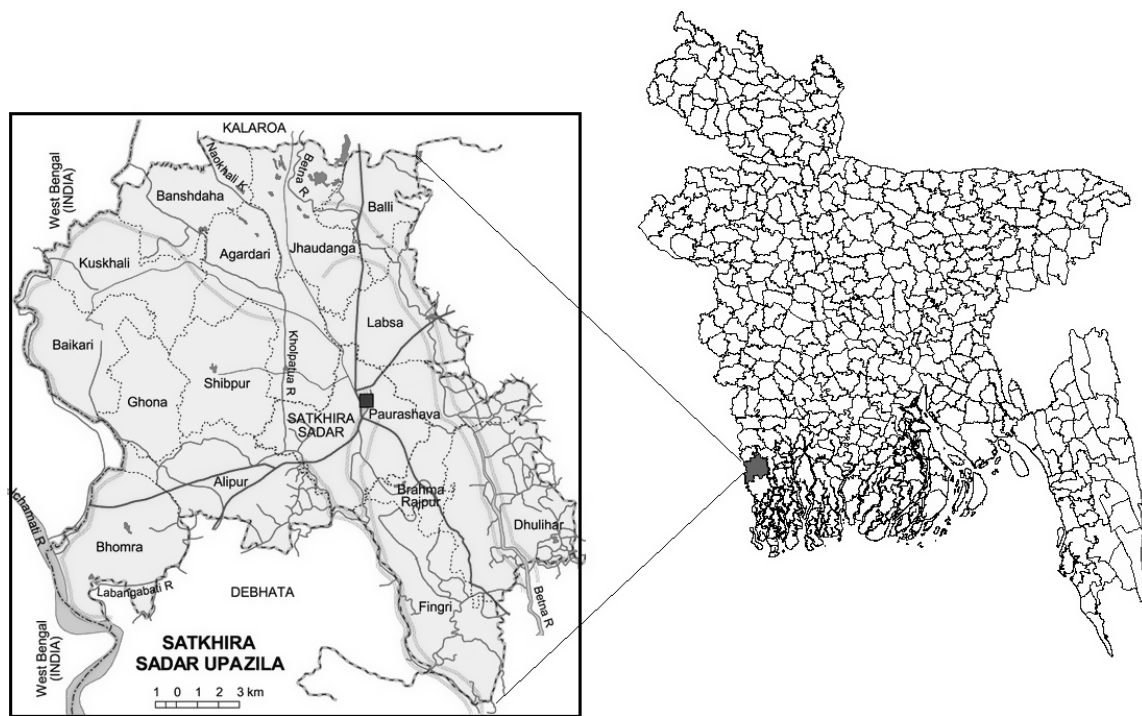 KALAROA
West Bengal
(INDIA)
Naokhali K
Betna
R
Banshdaha
Balli
Agardari
Jhaudanga
Kuskhali
Labsa
Baikari
Kholpatua R
Shibpur
Ghona
Paurashava
SATKHIRA
SADAR
Alipur
Brahma
Rajpur
Ichamati R
Dhulihar
Bhomra
Labangabati R
DEBHATA
Fingri
Betna R
West Bengal
(INDIA)
SATKHIRA
SADAR UPAZILA
1 0 1 2 3 km